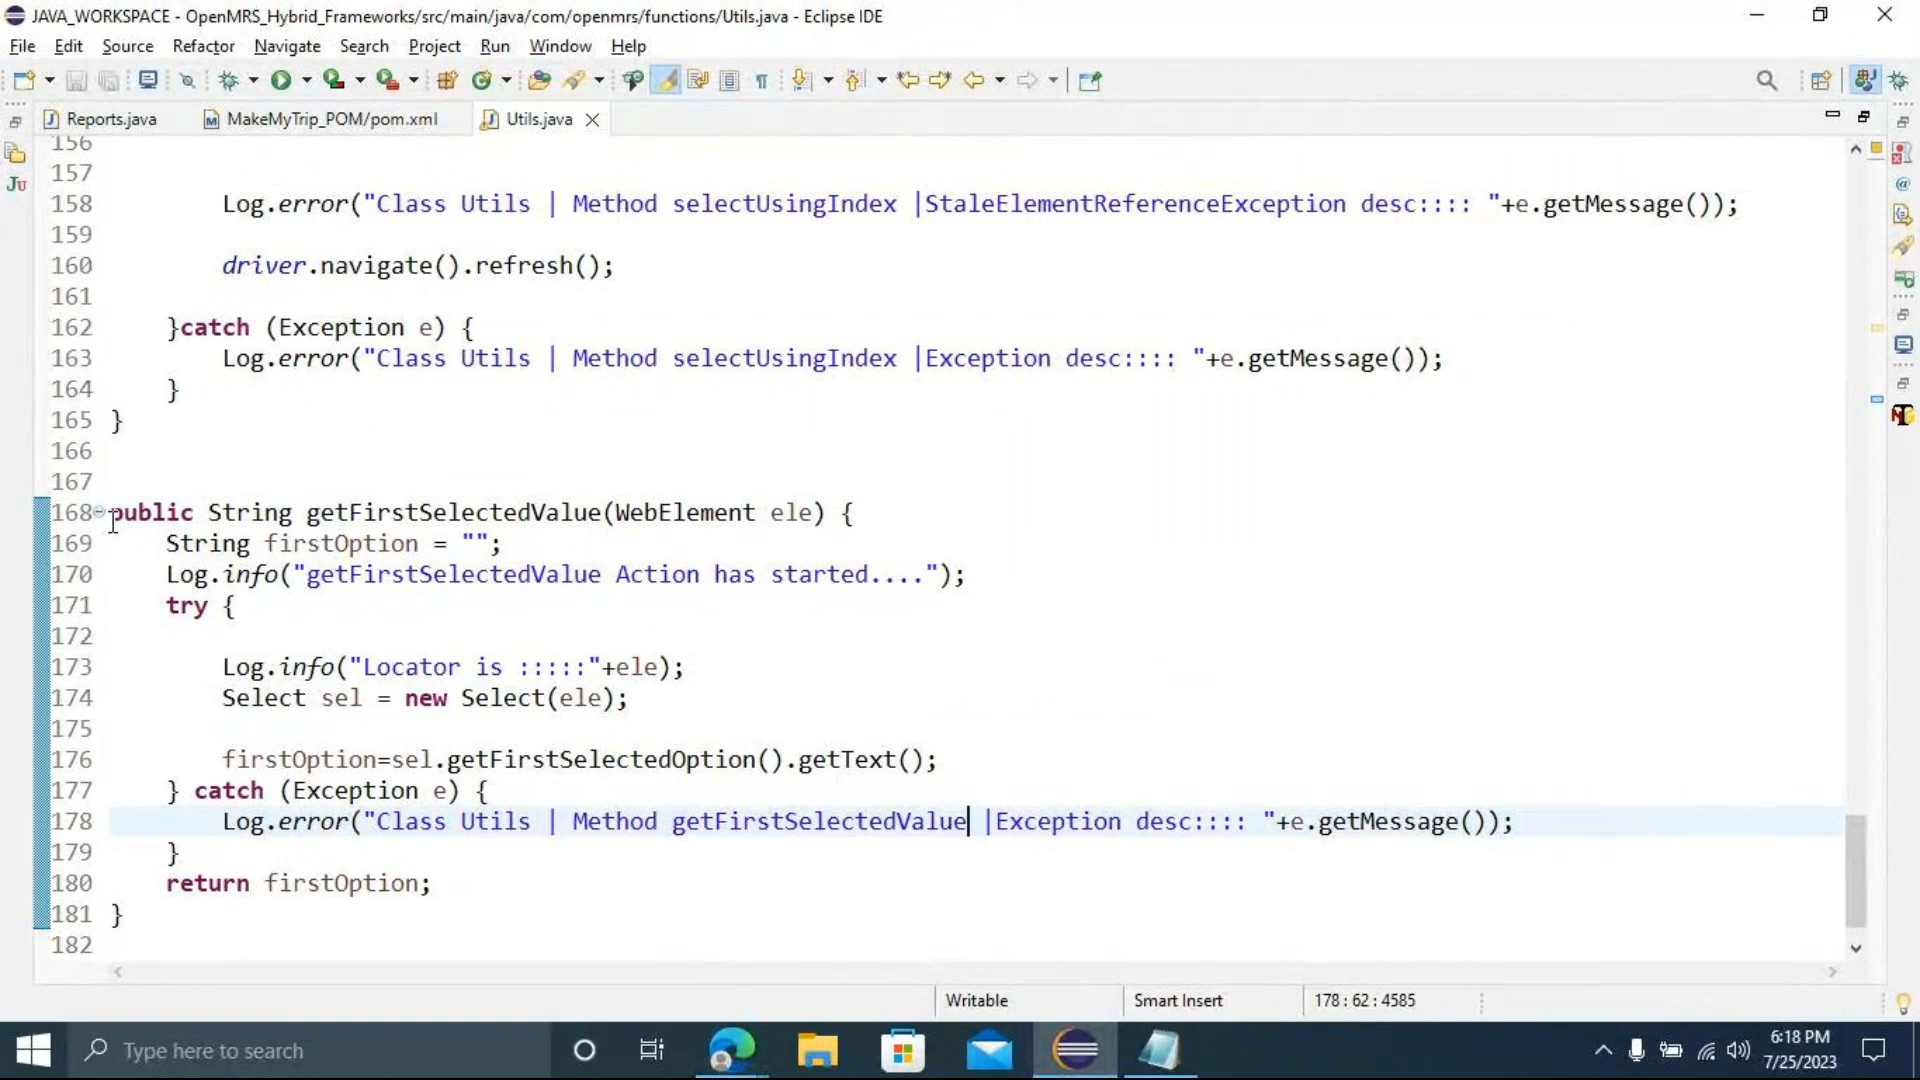 JAVA_WORKSPACE - OpenMRS_Hybrid_Frameworks/src/main/java/com/openmrs/functions/Utils.java - Eclipse IDE
File Edit Source Refactor Navigate Search Project Run Window Help
Reports.java MakeMyTrip_POM/pom.xml Utils.java
156
157
158 Log.error("Class Utils | Method selectUsingIndex |StaleElementReferenceException desc:::: "+e.getMessage());
159
160 driver.navigate().refresh();
161
162 }catch (Exception e) {
163 Log.error("Class Utils | Method selectUsingIndex |Exception desc:::: "+e.getMessage());
164 }
165 }
166
167
168 public String getFirstSelectedValue(WebElement ele) {
169 String firstOption = "";
170 Log.info("getFirstSelectedValue Action has started....");
171 try {
172
173 Log.info("Locator is :::::"+ele);
174 Select sel = new Select(ele);
175
176 firstOption=sel.getFirstSelectedOption().getText();
177 } catch (Exception e) {
178 Log.error("Class Utils | Method getFirstSelectedValue |Exception desc:::: "+e.getMessage());
179 }
180 return firstOption;
181 }
182
Writable Smart Insert 178 : 62 : 4585
Type here to search
6:18 PM
7/25/2023